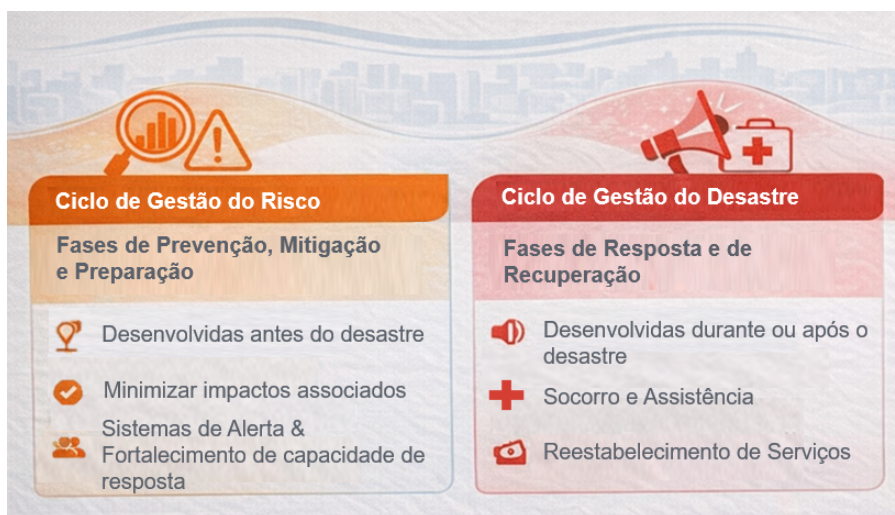 Ciclo de Gestão do Risco
Fases de Prevenção, Mitigação
e Preparação
Desenvolvidas antes do desastre
Minimizar impactos associados
Sistemas de Alerta &
Fortalecimento de capacidade de
resposta
Ciclo de Gestão do Desastre
Fases de Resposta e de
Recuperação
Desenvolvidas durante ou após o
desastre
Socorro e Assistência
Reestabelecimento de Serviços